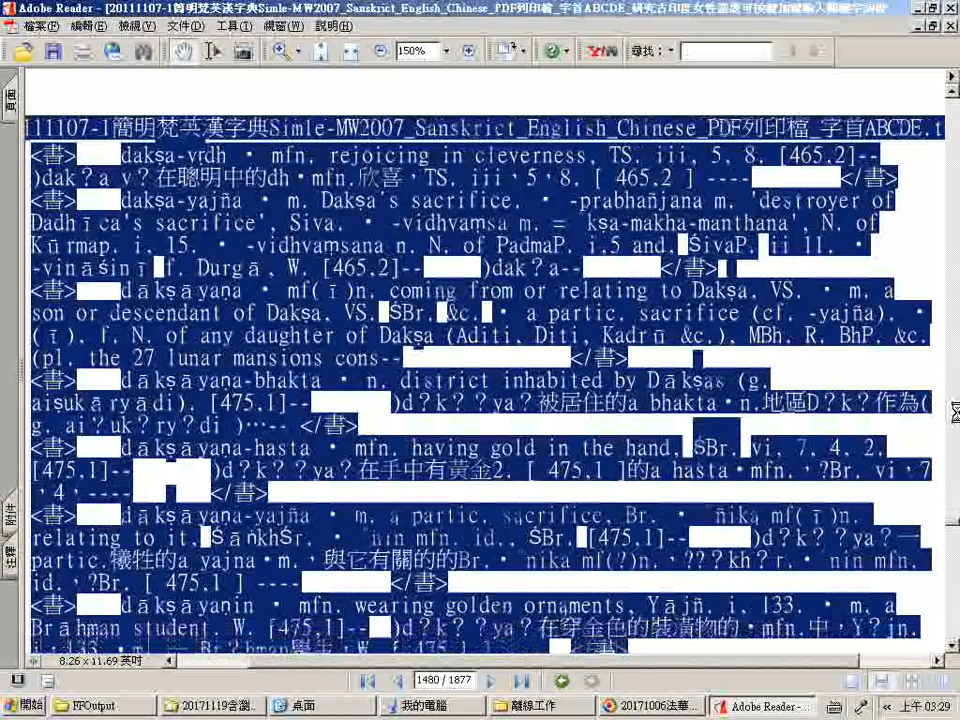 Adobe Reader - [20111107-1簡明梵英漢字典Simle-MW2007_Sanskrict_English_Chinese_PDF列印檔_字首ABCDE_研究古印度女性
檔案(F) 編輯(E) 檢視(V) 文件(D) 工具(T) 視窗(W) 說明(H)
150% 尋找:
頁面
[11107-1簡明梵英漢字典Simle-MW2007_Sanskrict_English_Chinese_PDF列印檔_字首ABCDE.t
<書> dakṣa-vṛdh ‧ mfn. rejoicing in cleverness, TS. iii, 5, 8. [465,2]--
)dak?a v?在聰明中的dh‧mfn.欣喜,TS. iii,5,8. [ 465,2 ] ---- </書>
<書> dakṣa-yajña ‧ m. Dakṣa's sacrifice. ‧ -prabhañjana m. 'destroyer of
Dadhīca's sacrifice', Śiva. ‧ -vidhvaṃsa m. = kṣa-makha-manthana', N. of
Kūrmap. i, 15. ‧ -vidhvaṃsana n. N. of PadmaP. i,5 and. ŚivaP. ii 11. ‧
-vināśinī f. Durgā, W. [465,2]-- )dak?a-- </書>
<書> dākṣāyaṇa ‧ mf(ī)n. coming from or relating to Dakṣa, VS. ‧ m. a
son or descendant of Dakṣa, VS. ŚBr. &c. ‧ a partic. sacrifice (cf. -yajña). ‧
(ī), f. N. of any daughter of Dakṣa (Aditi, Diti, Kadrū &c.), MBh. R. BhP. &c.
(pl. the 27 lunar mansions cons-- </書>
<書> dākṣāyaṇa-bhakta ‧ n. district inhabited by Dākṣas (g.
aiṣukāryādi). [475,1]-- )d?k??ya?被居住的a bhakta‧n.地區D?k?作為(
g. ai?uk?ry?di )…-- </書>
<書> dākṣāyaṇa-hasta ‧ mfn. having gold in the hand, ŚBr. vi, 7, 4, 2.
[475,1]-- )d?k??ya?在手中有黃金2. [ 475,1 ]的a hasta‧mfn.,?Br. vi,7
,4,---- </書>
<書> dākṣāyaṇa-yajña ‧ m. a partic. sacrifice, Br. ‧ ñika mf(ī)n.
relating to it, ŚāṅkhŚr. ‧ ñin mfn. id., ŚBr. [475,1]-- )d?k??ya?一
partic.犧牲的a yajna‧m.,與它有關的的Br.‧ nika mf(?)n.,???kh?r.‧ nin mfn.
id.,?Br. [ 475,1 ] ---- </書>
<書> dākṣāyaṇin ‧ mfn. wearing golden ornaments, Yājñ. i, 133. ‧ m. a
Brāhman student, W. [475,1]-- )d?k??ya?在穿金色的裝潢物的‧mfn.中,Y?jn.
附件
註釋
8.26 x 11.69 英吋
1480 / 1877
開始 FFOutput 20171119含瀏... 桌面 我的電腦 離線工作 20171006法華... Adobe Reader - [... 上午 03:29